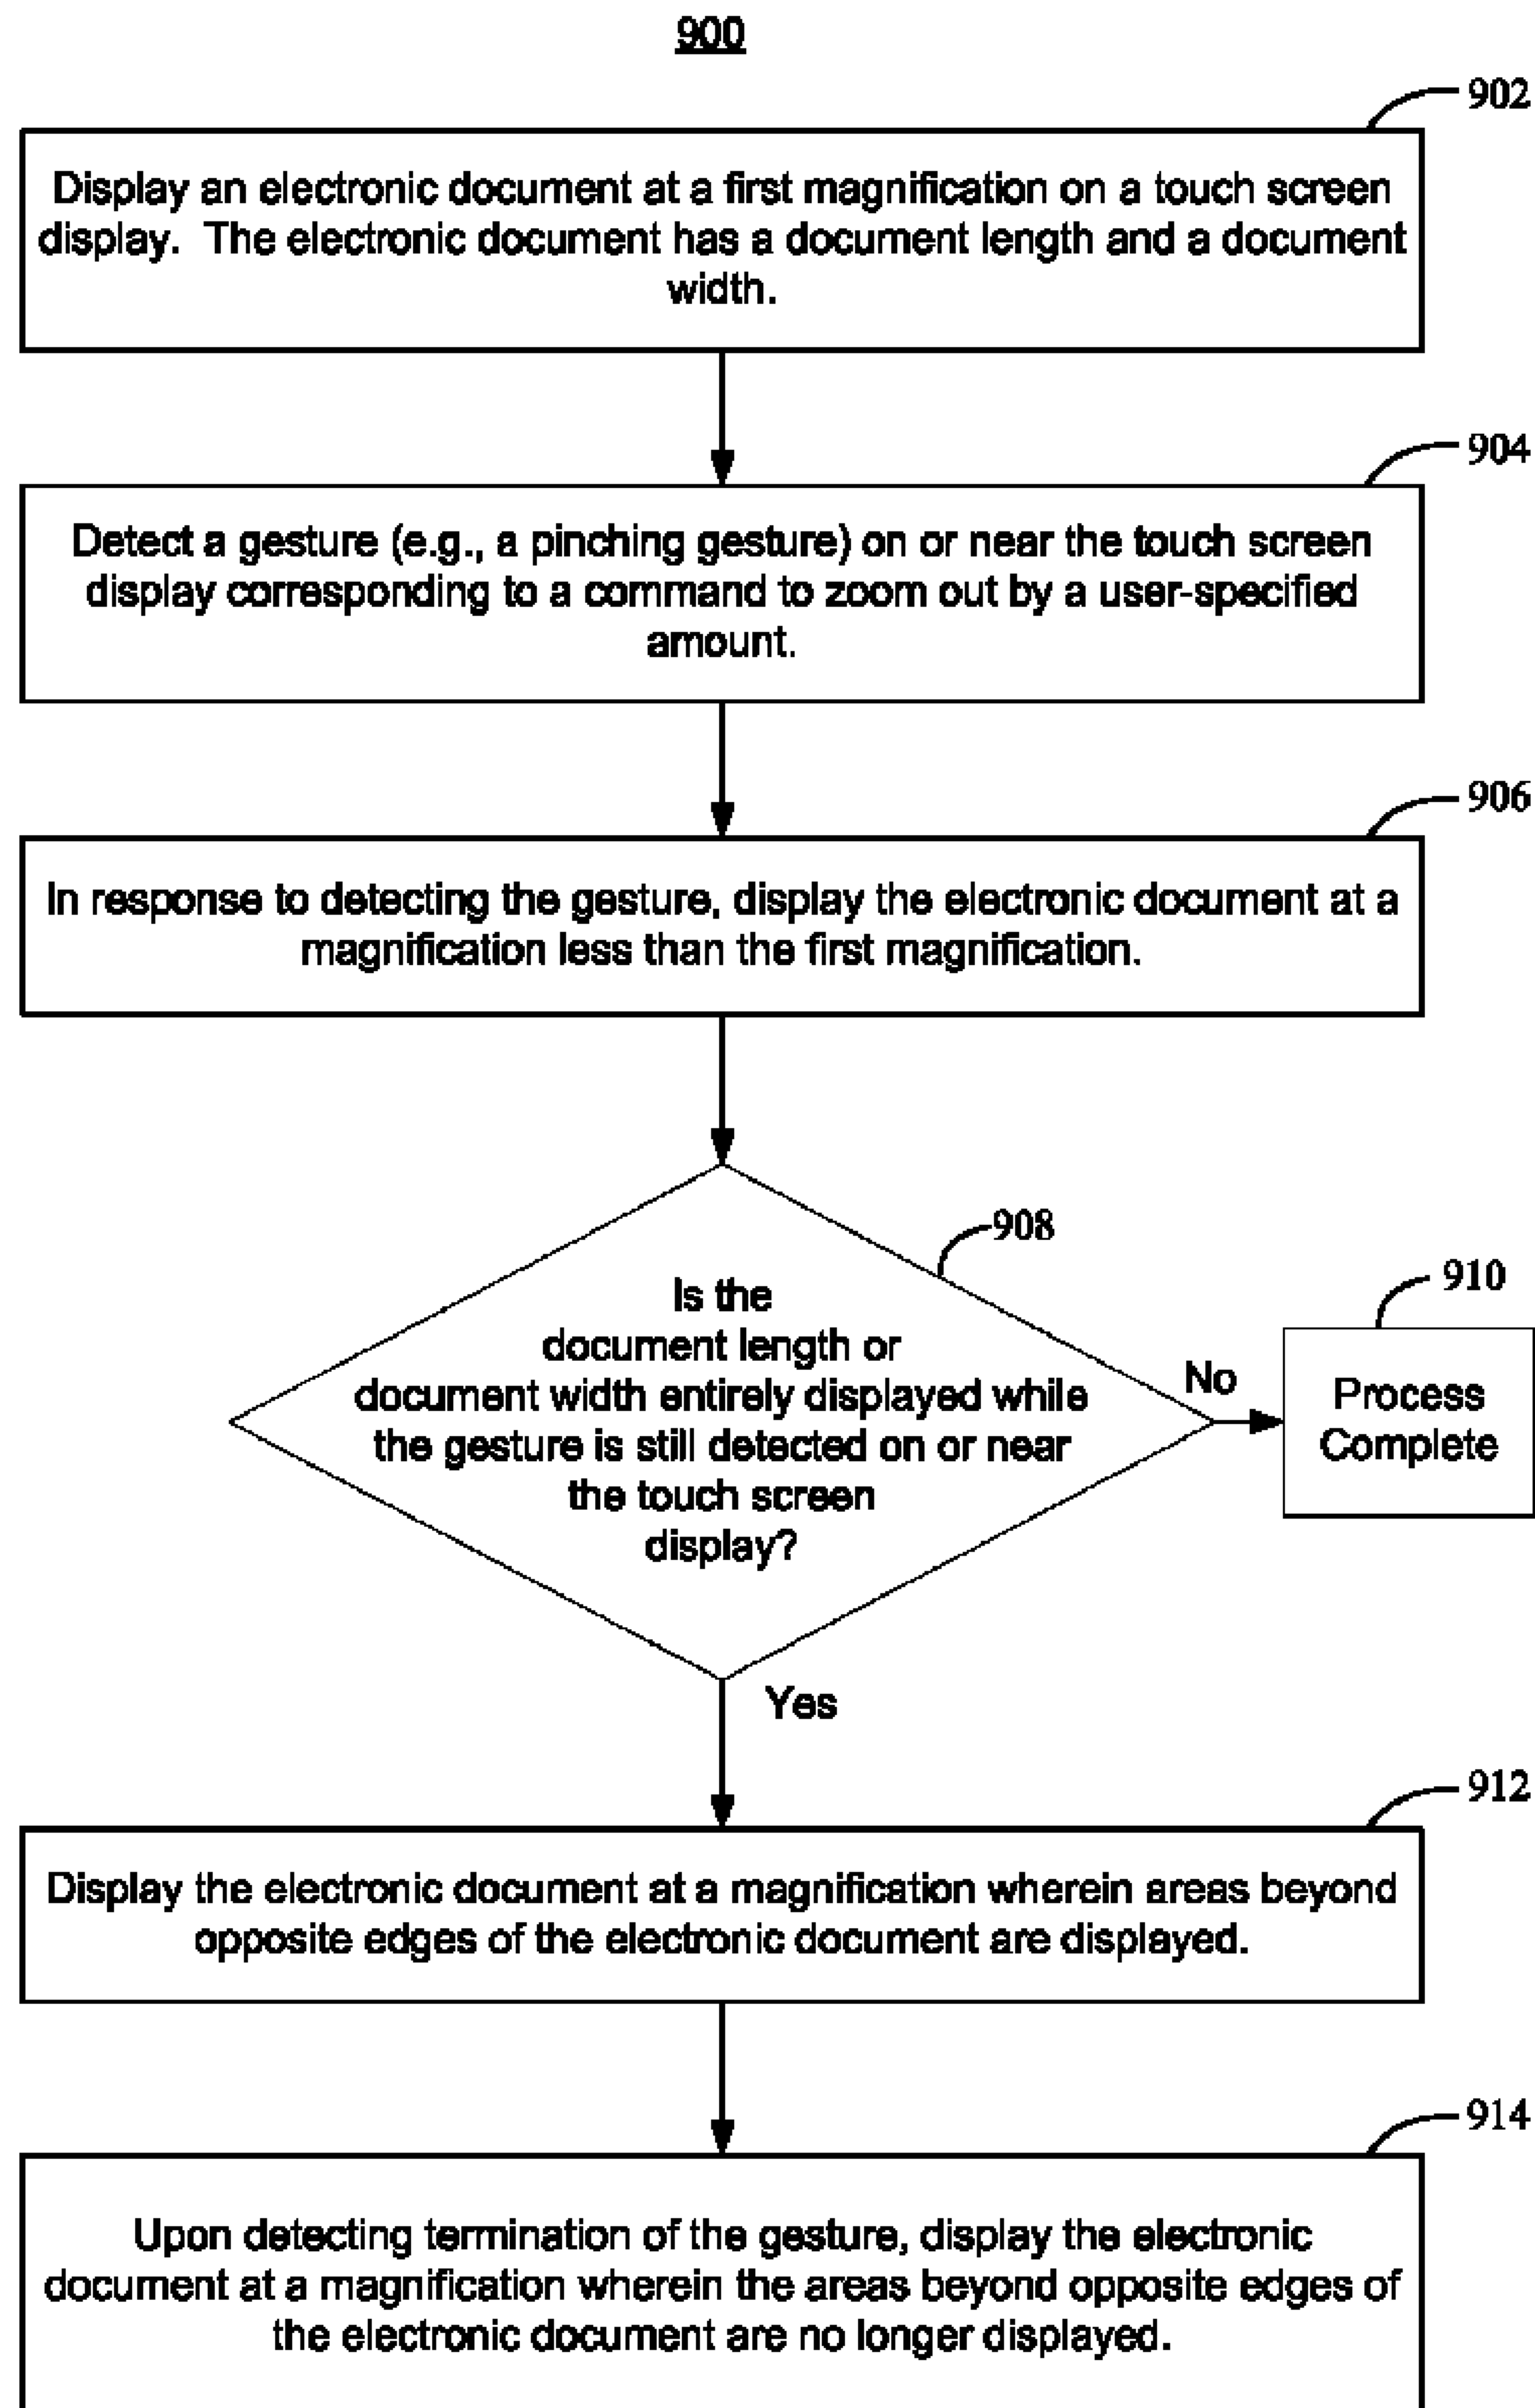 900
902
Display an electronic document at a first magnification on a touch screen
display. The electronic document has a document length and a document
width.
904
Detect a gesture (e.g., a pinching gesture) on or near the touch screen
display corresponding to a command to zoom out by a user-specified
amount.
906
In response to detecting the gesture, display the electronic document at a
magnification less than the first magnification.
908
Is the
document length or
document width entirely displayed while
the gesture is still detected on or near
the touch screen
display?
No
910
Process
Complete
Yes
912
Display the electronic document at a magnification wherein areas beyond
opposite edges of the electronic document are displayed.
914
Upon detecting termination of the gesture, display the electronic
document at a magnification wherein the areas beyond opposite edges of
the electronic document are no longer displayed.